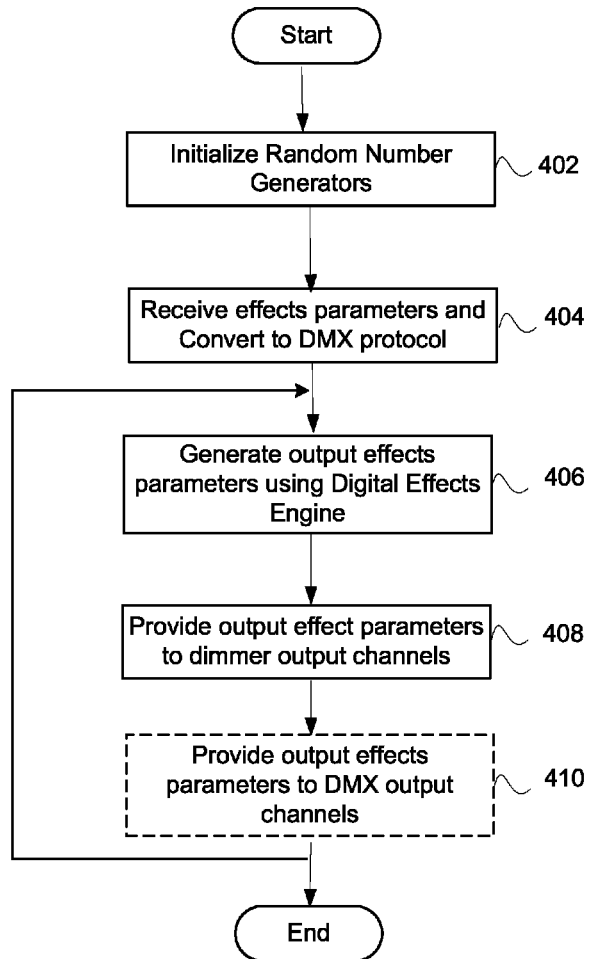 Start
Initialize Random Number
Generators
402
Receive effects parameters and
Convert to DMX protocol
404
Generate output effects
parameters using Digital Effects
Engine
406
Provide output effect parameters
to dimmer output channels
408
Provide output effects
parameters to DMX output
channels
410
End